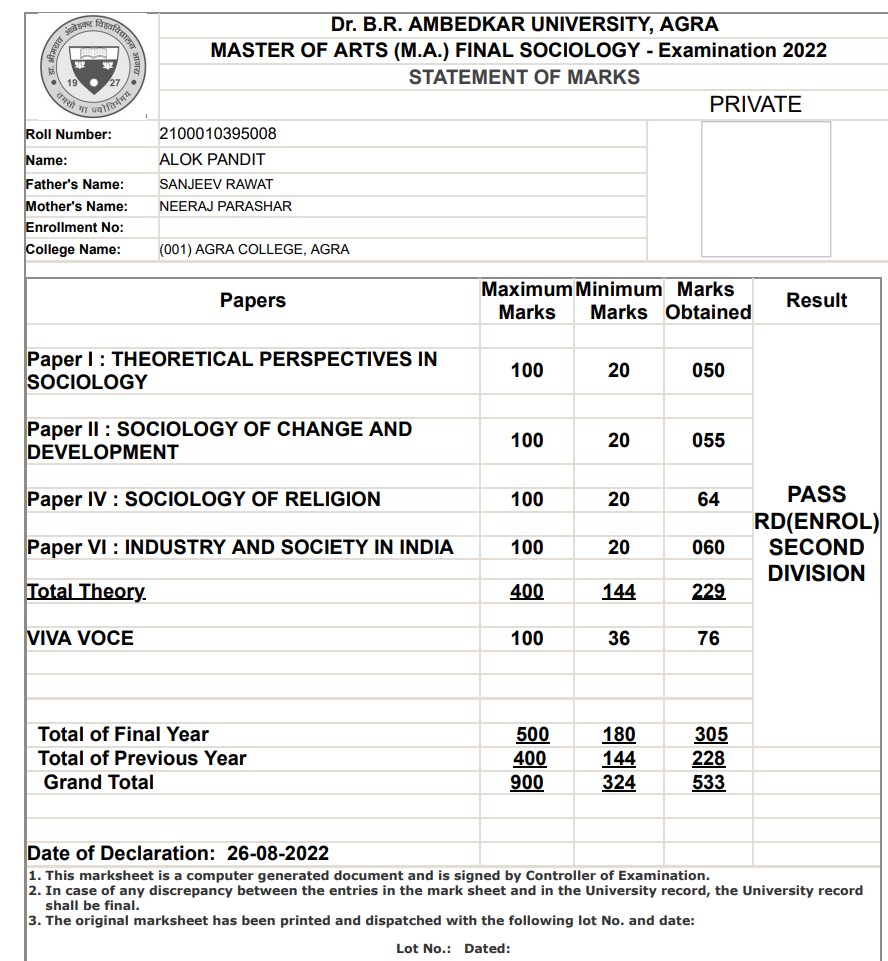 डा. भीमराव आंबेडकर विश्वविद्यालय आगरा
19 27
तमसो मा ज्योतिर्गमय
Dr. B.R. AMBEDKAR UNIVERSITY, AGRA
MASTER OF ARTS (M.A.) FINAL SOCIOLOGY - Examination 2022
STATEMENT OF MARKS
PRIVATE
Roll Number: 2100010395008
Name: ALOK PANDIT
Father's Name: SANJEEV RAWAT
Mother's Name: NEERAJ PARASHAR
Enrollment No:
College Name: (001) AGRA COLLEGE, AGRA
Papers Maximum Marks Minimum Marks Marks Obtained Result
Paper I : THEORETICAL PERSPECTIVES IN
SOCIOLOGY 100 20 050
Paper II : SOCIOLOGY OF CHANGE AND
DEVELOPMENT 100 20 055
Paper IV : SOCIOLOGY OF RELIGION 100 20 64
Paper VI : INDUSTRY AND SOCIETY IN INDIA 100 20 060
PASS
RD(ENROL)
SECOND
DIVISION
Total Theory 400 144 229
VIVA VOCE 100 36 76
Total of Final Year 500 180 305
Total of Previous Year 400 144 228
Grand Total 900 324 533
Date of Declaration: 26-08-2022
1. This marksheet is a computer generated document and is signed by Controller of Examination.
2. In case of any discrepancy between the entries in the mark sheet and in the University record, the University record
shall be final.
3. The original marksheet has been printed and dispatched with the following lot No. and date:
Lot No.: Dated: